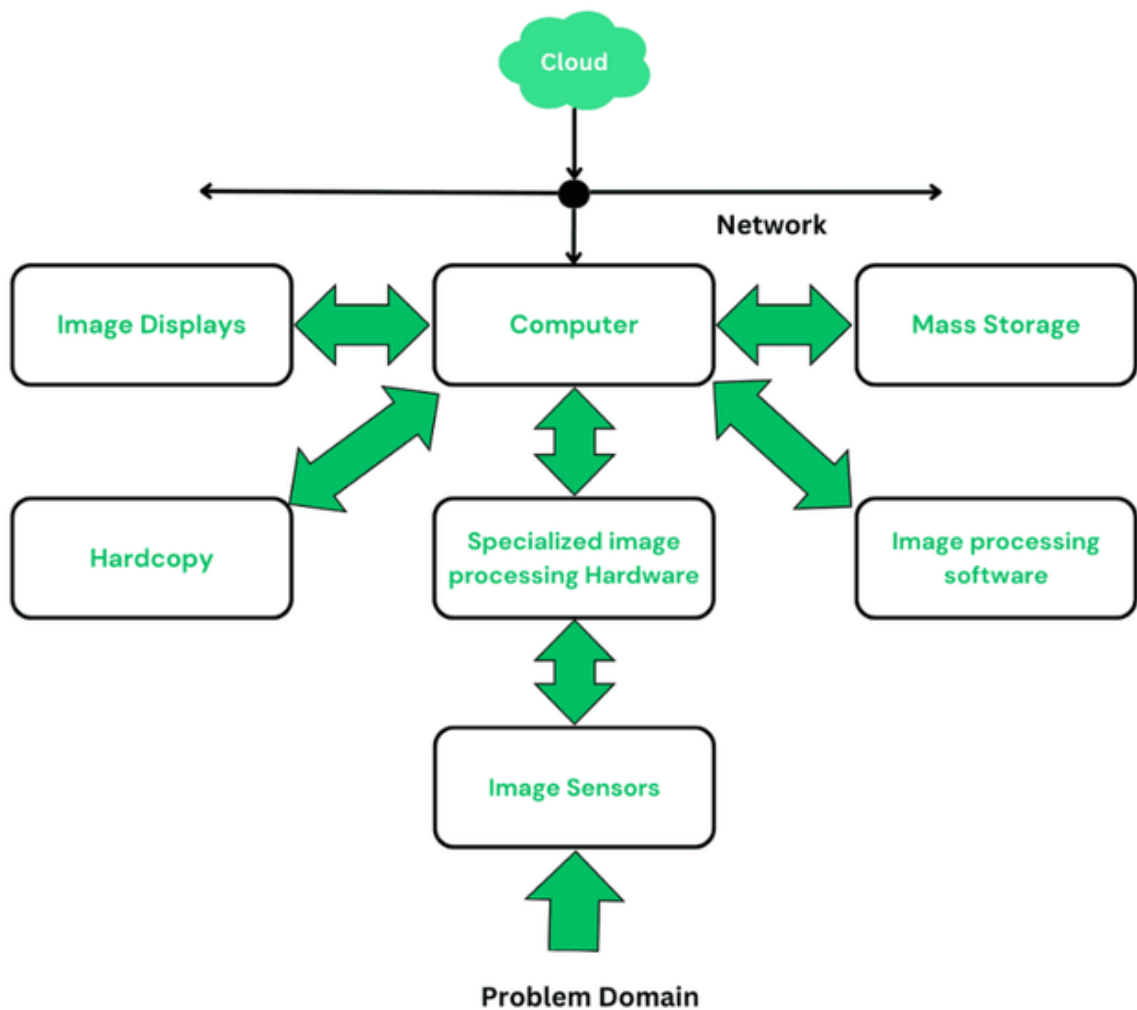 Cloud
Network
Image Displays
Computer
Mass Storage
Hardcopy
Specialized image
processing Hardware
Image processing
software
Image Sensors
Problem Domain